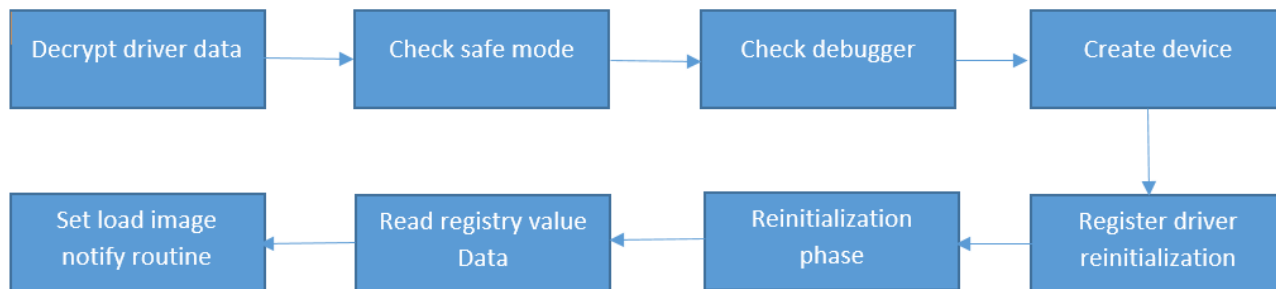 Decrypt driver data
Check safe mode
Check debugger
Create device
Set load image
notify routine
Read registry value
Data
Reinitialization
phase
Register driver
reinitialization